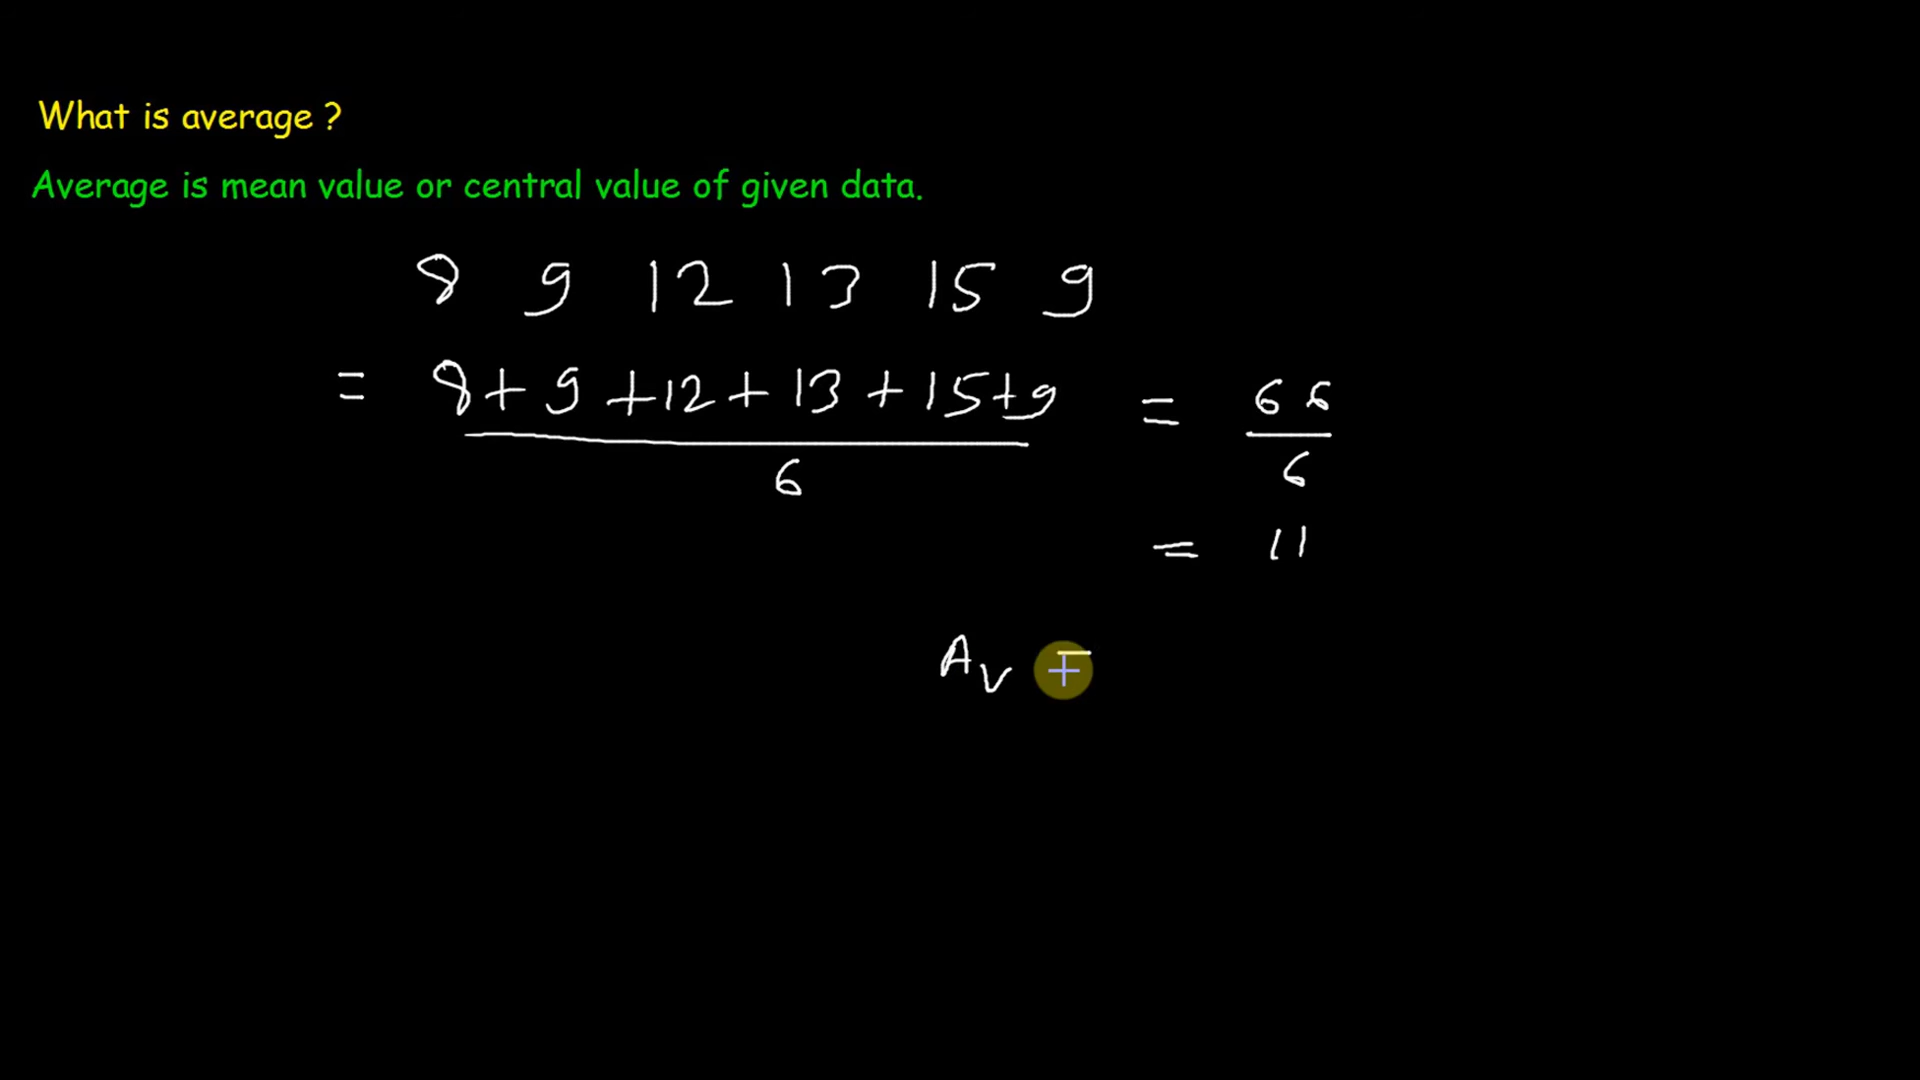 What is average ?
Average is mean value or central value of given data.
8 9 12 13 15 9
= 8+9+12+13+15+9 = 66
6 6
= 11
Av =